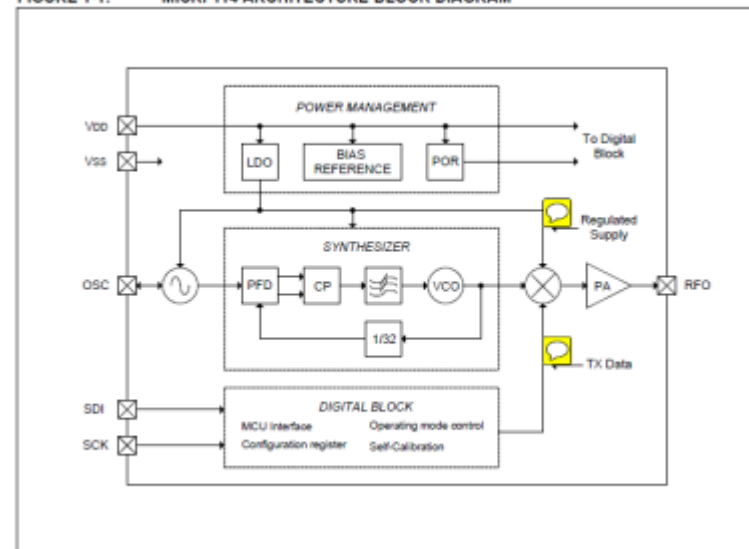 ARCHITECTURE BLOCK DIAGRAM
POWER MANAGEMENT
VDD
VSS
LDO
BIAS
REFERENCE
POR
To Digital
Block
Regulated
Supply
SYNTHESIZER
OSC
PFD
CP
VCO
PA
RFO
1/32
TX Data
SDI
SCK
DIGITAL BLOCK
MCU Interface
Operating mode control
Configuration register
Self-Calibration